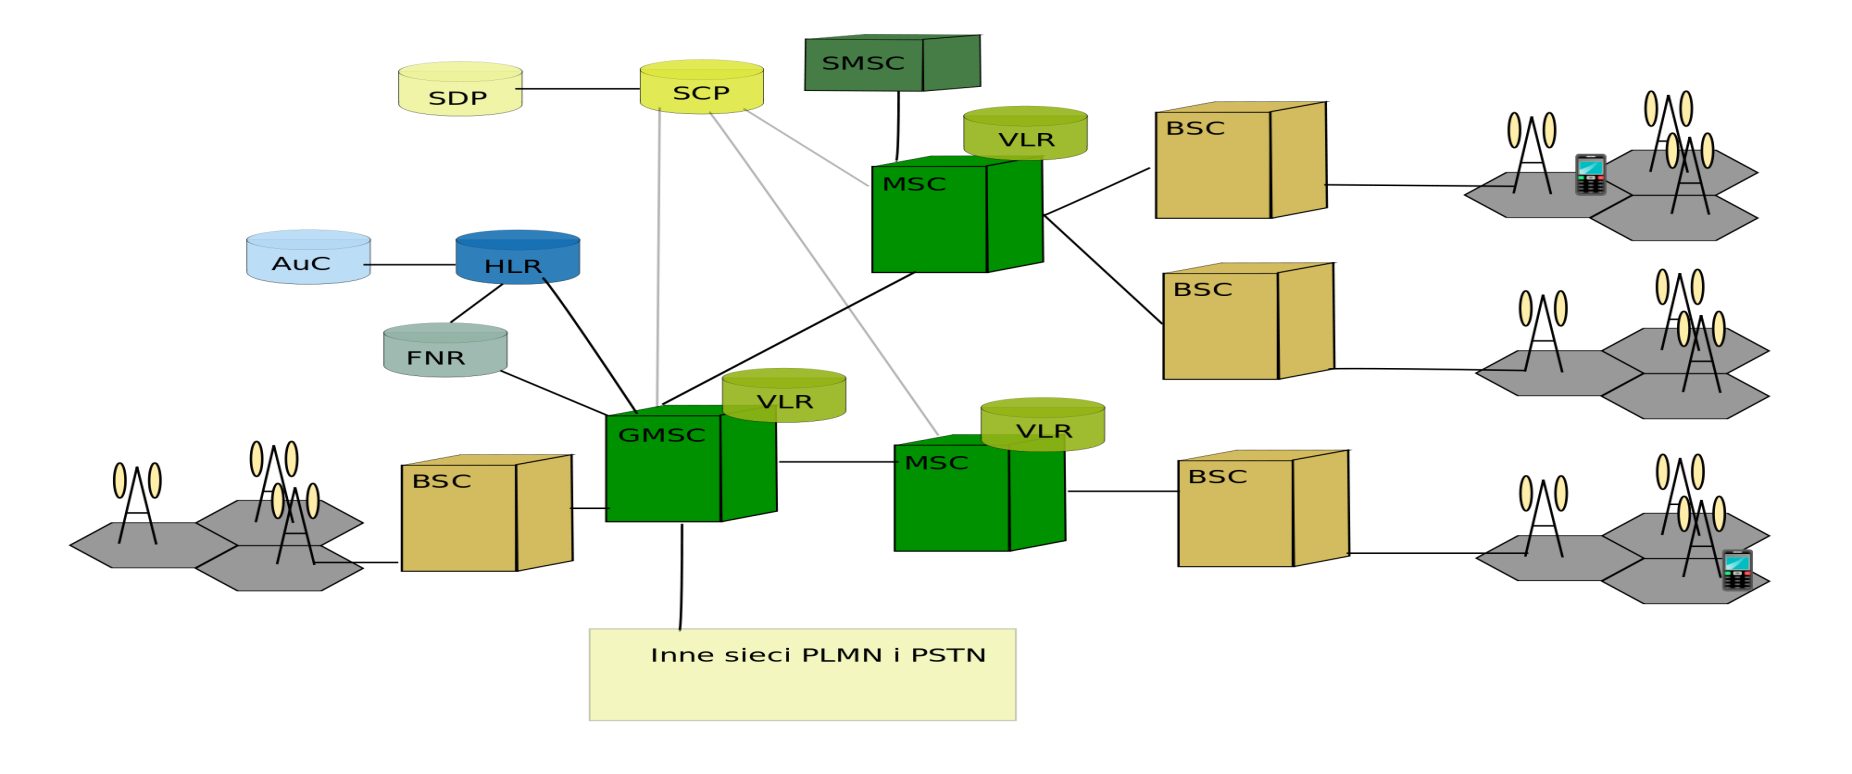 SMSC
SDP
SCP
VLR
BSC
MSC
AuC
HLR
BSC
FNR
VLR
GMSC
VLR
MSC
BSC
BSC
Inne sieci PLMN i PSTN